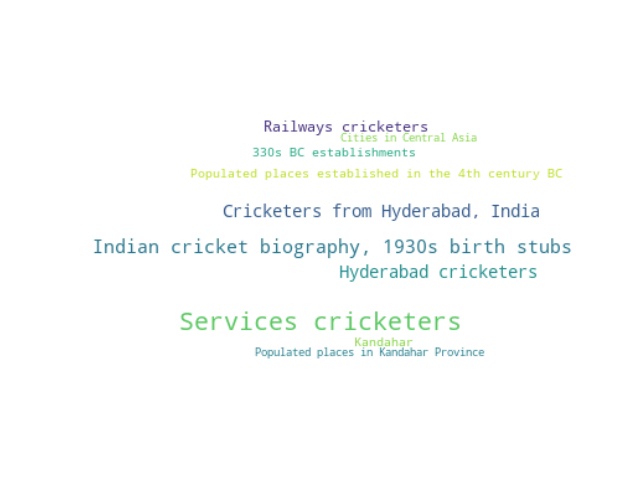 Railways cricketers
Cities in Central Asia
330s BC establishments
Populated places established in the 4th century BC
Cricketers from Hyderabad, India
Indian cricket biography, 1930s birth stubs
Hyderabad cricketers
Services cricketers
Kandahar
Populated places in Kandahar Province